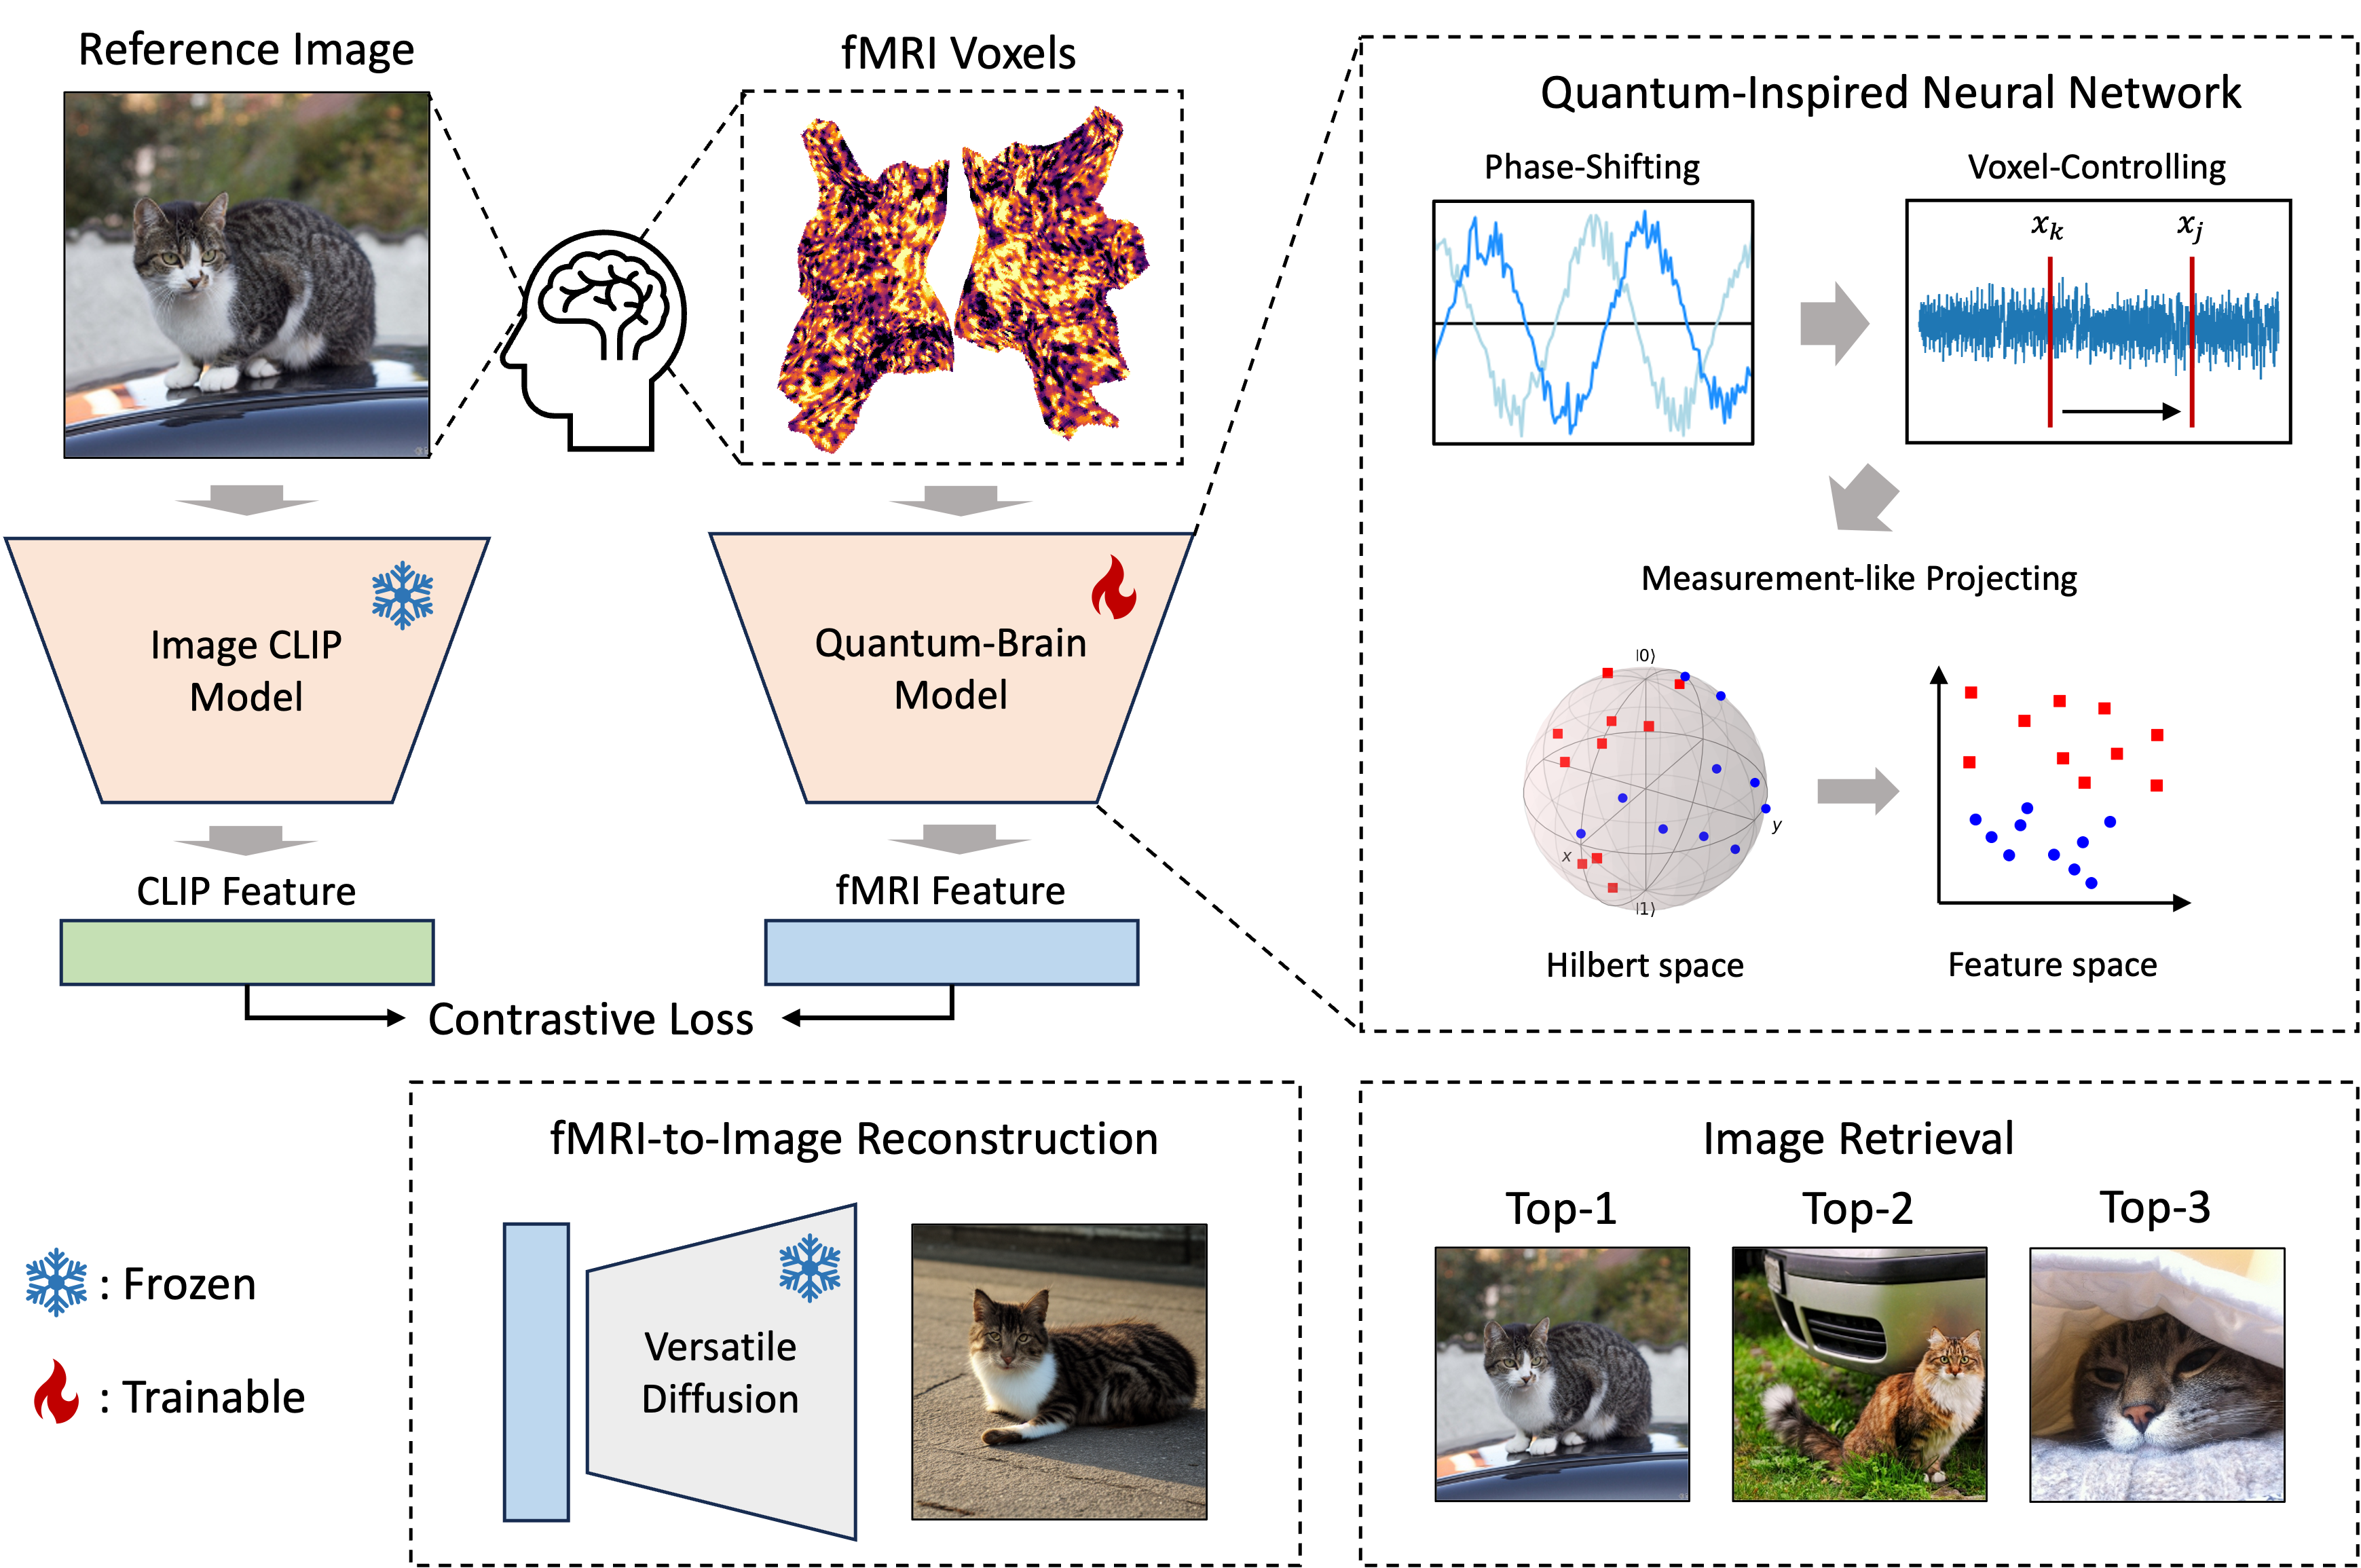 Reference Image
fMRI Voxels
Image CLIP
Model
Quantum-Brain
Model
CLIP Feature
fMRI Feature
Contrastive Loss
Quantum-Inspired Neural Network
Phase-Shifting
Voxel-Controlling
x_k
x_j
Measurement-like Projecting
|0⟩
y
x
|1⟩
Hilbert space
Feature space
: Frozen
: Trainable
fMRI-to-Image Reconstruction
Versatile
Diffusion
Image Retrieval
Top-1
Top-2
Top-3